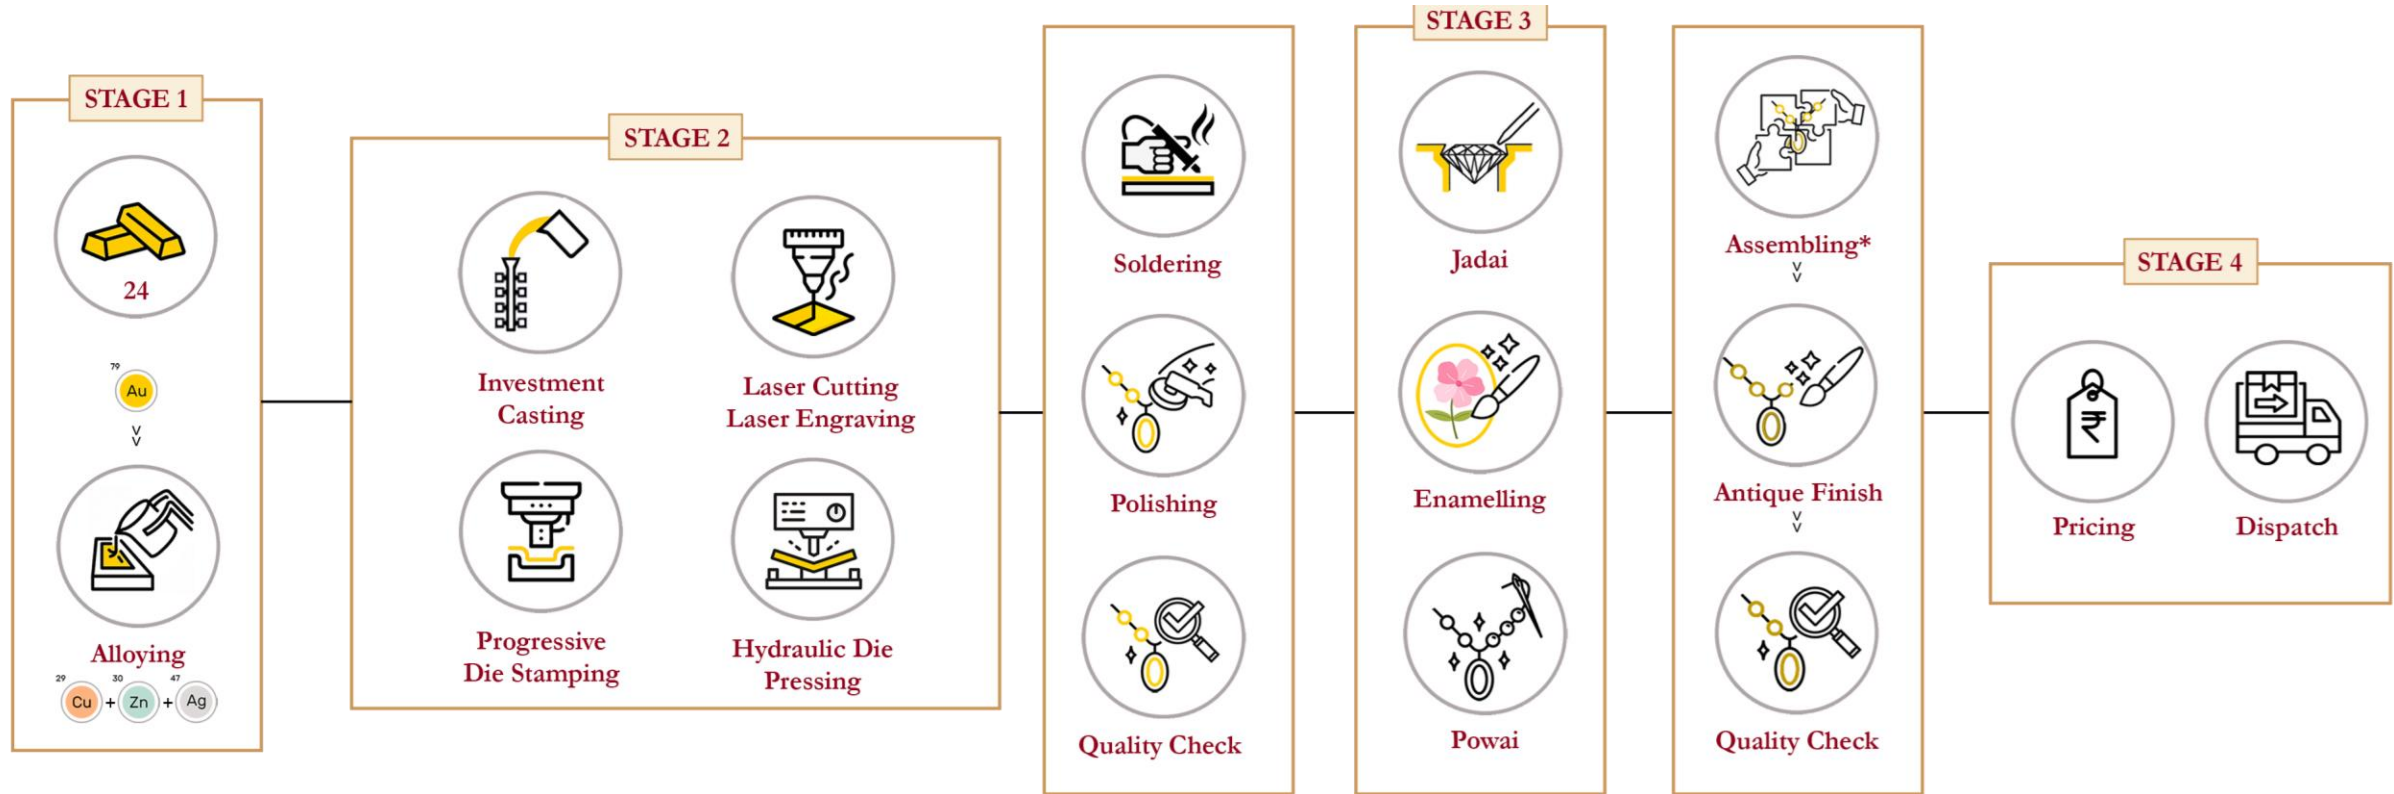 STAGE 1
24
79
Au
Alloying
29
Cu
+
30
Zn
+
47
Ag
STAGE 2
Investment
Casting
Laser Cutting
Laser Engraving
Progressive
Die Stamping
Hydraulic Die
Pressing
Soldering
Polishing
Quality Check
STAGE 3
Jadai
Enamelling
Powai
Assembling*
Antique Finish
Quality Check
STAGE 4
₹
Pricing
Dispatch